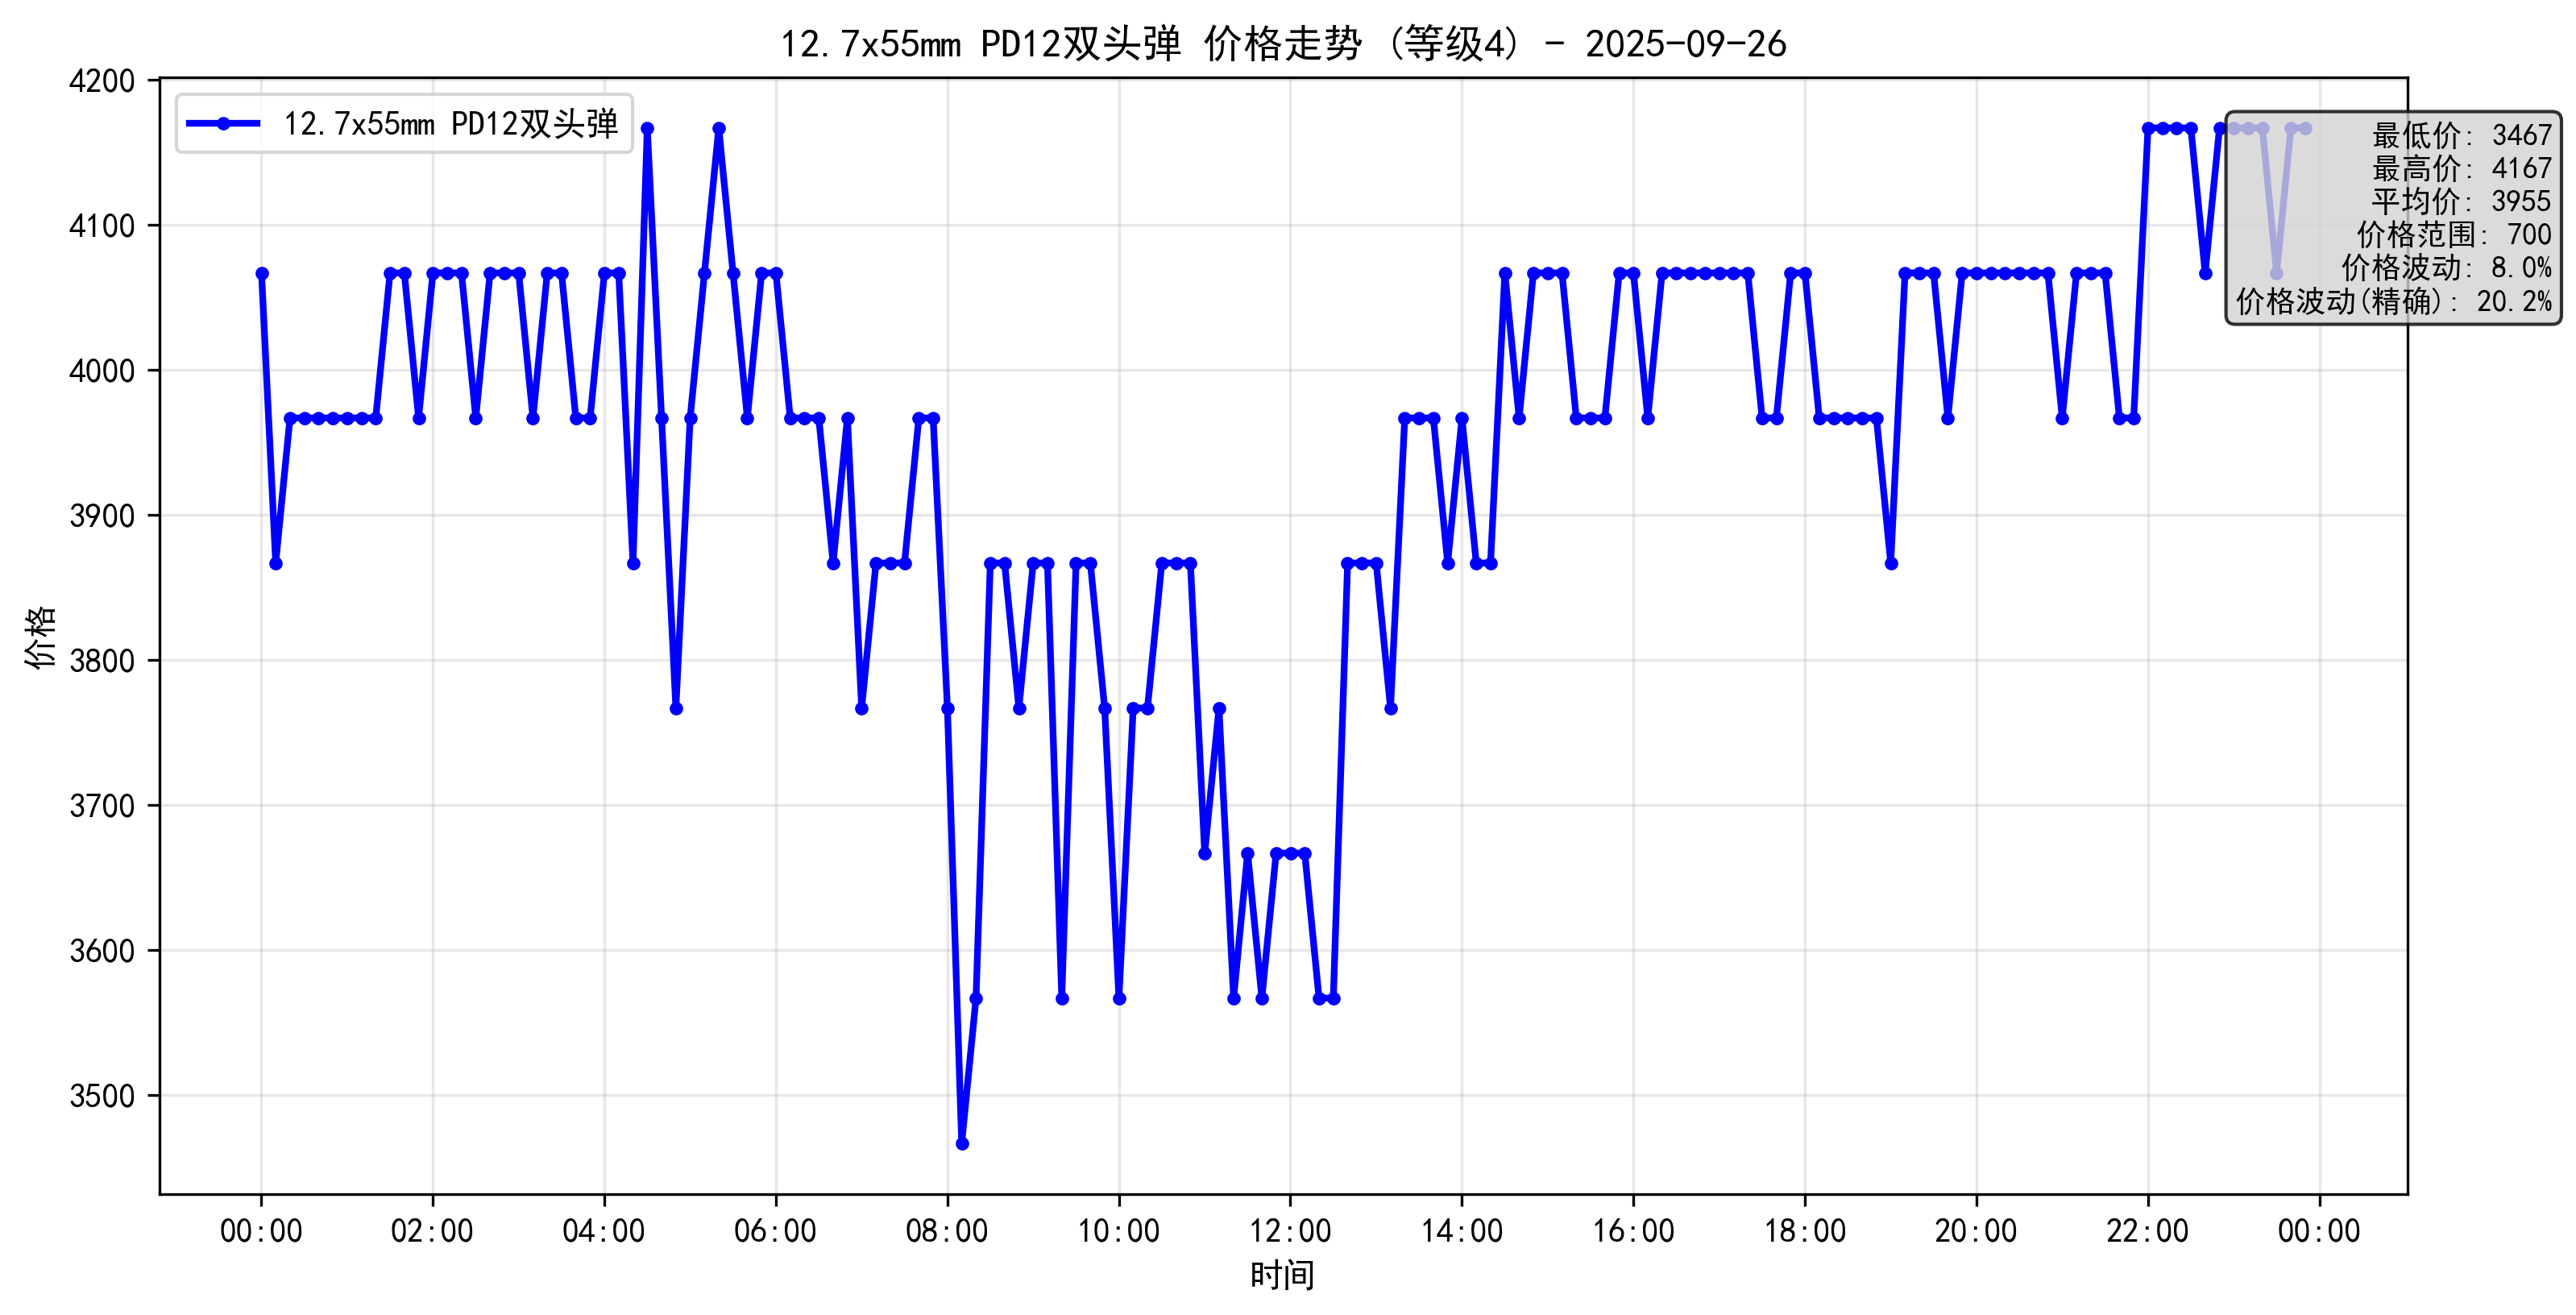 12.7x55mm PD12双头弹 价格走势 (等级4) - 2025-09-26
12.7x55mm PD12双头弹
最低价: 3467
最高价: 4167
平均价: 3955
价格范围: 700
价格波动: 8.0%
价格波动(精确): 20.2%
价格
4200
4100
4000
3900
3800
3700
3600
3500
00:00 02:00 04:00 06:00 08:00 10:00 12:00 14:00 16:00 18:00 20:00 22:00 00:00
时间